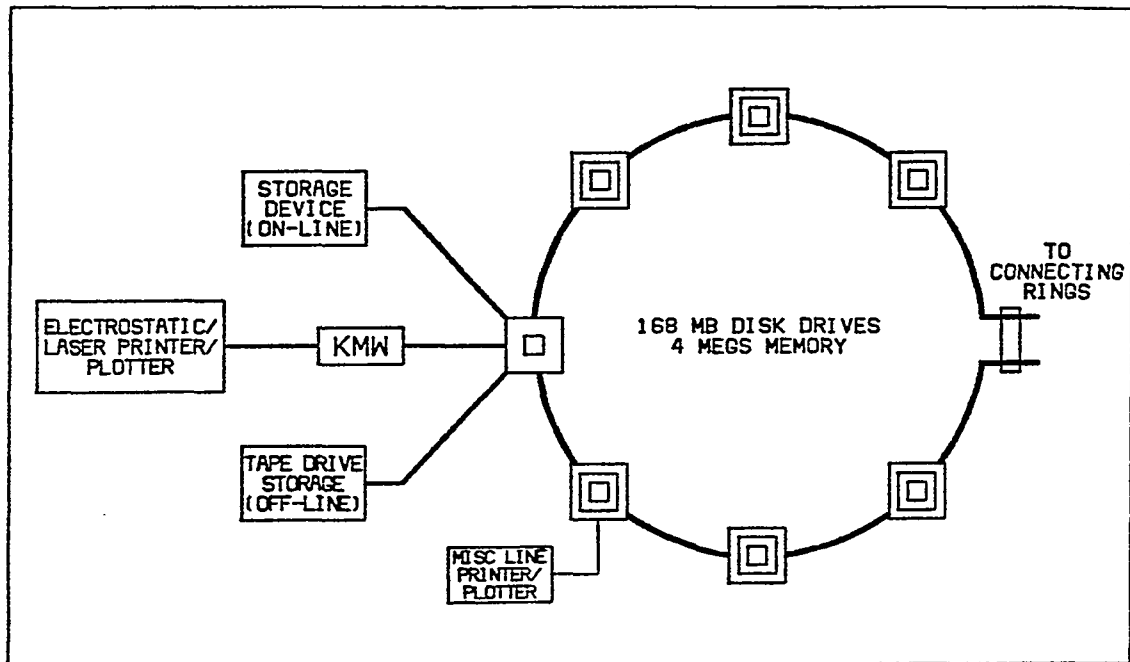 STORAGE
DEVICE
(ON-LINE)
TO
CONNECTING
RINGS
ELECTROSTATIC/
LASER PRINTER/
PLOTTER
KMW
168 MB DISK DRIVES
4 MEGS MEMORY
TAPE DRIVE
STORAGE
(OFF-LINE)
MISC LINE
PRINTER/
PLOTTER